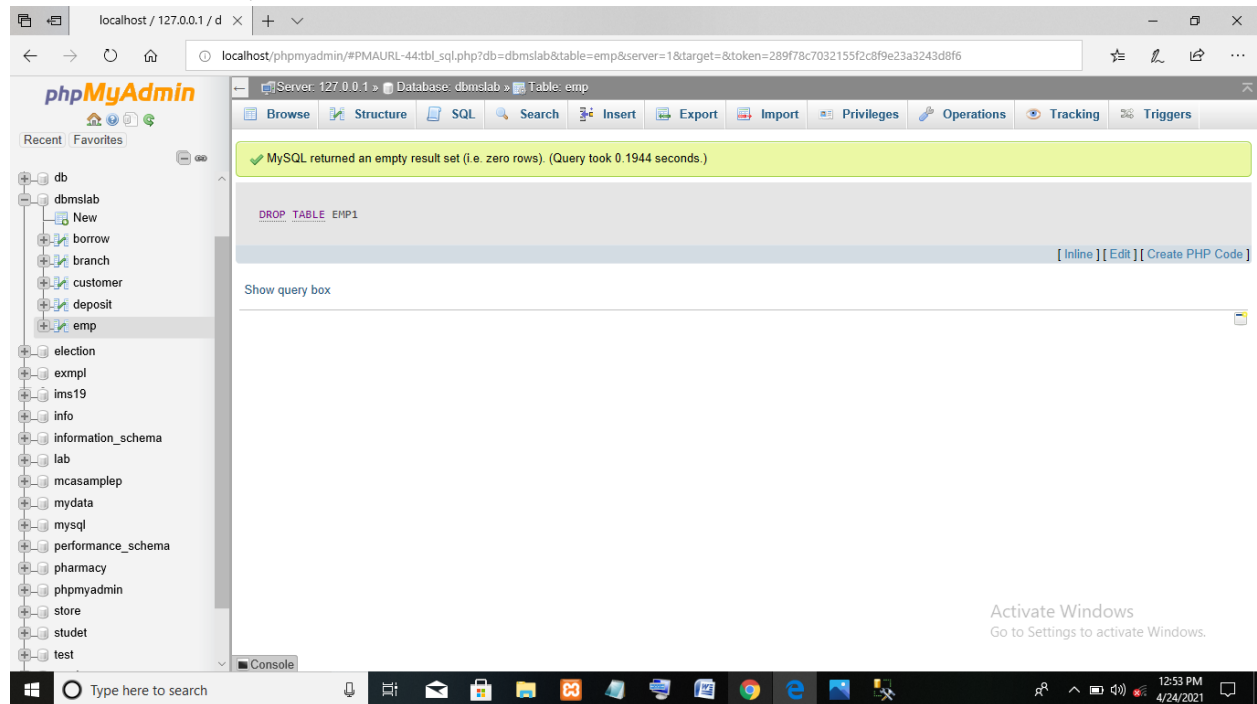 localhost / 127.0.0.1 / d
localhost/phpmyadmin/#PMAURL-44:tbl_sql.php?db=dbmslab&table=emp&server=1&target=&token=289f78c7032155f2c8f9e23a3243d8f6
phpMyAdmin
Recent Favorites
db
dbmslab
New
borrow
branch
customer
deposit
emp
election
exmpl
ims19
info
information_schema
lab
mcasamplep
mydata
mysql
performance_schema
pharmacy
phpmyadmin
store
studet
test
Server: 127.0.0.1 » Database: dbmslab » Table: emp
Browse Structure SQL Search Insert Export Import Privileges Operations Tracking Triggers
MySQL returned an empty result set (i.e. zero rows). (Query took 0.1944 seconds.)
DROP TABLE EMP1
[ Inline ] [ Edit ] [ Create PHP Code ]
Show query box
Console
Activate Windows
Go to Settings to activate Windows.
Type here to search
12:53 PM
4/24/2021